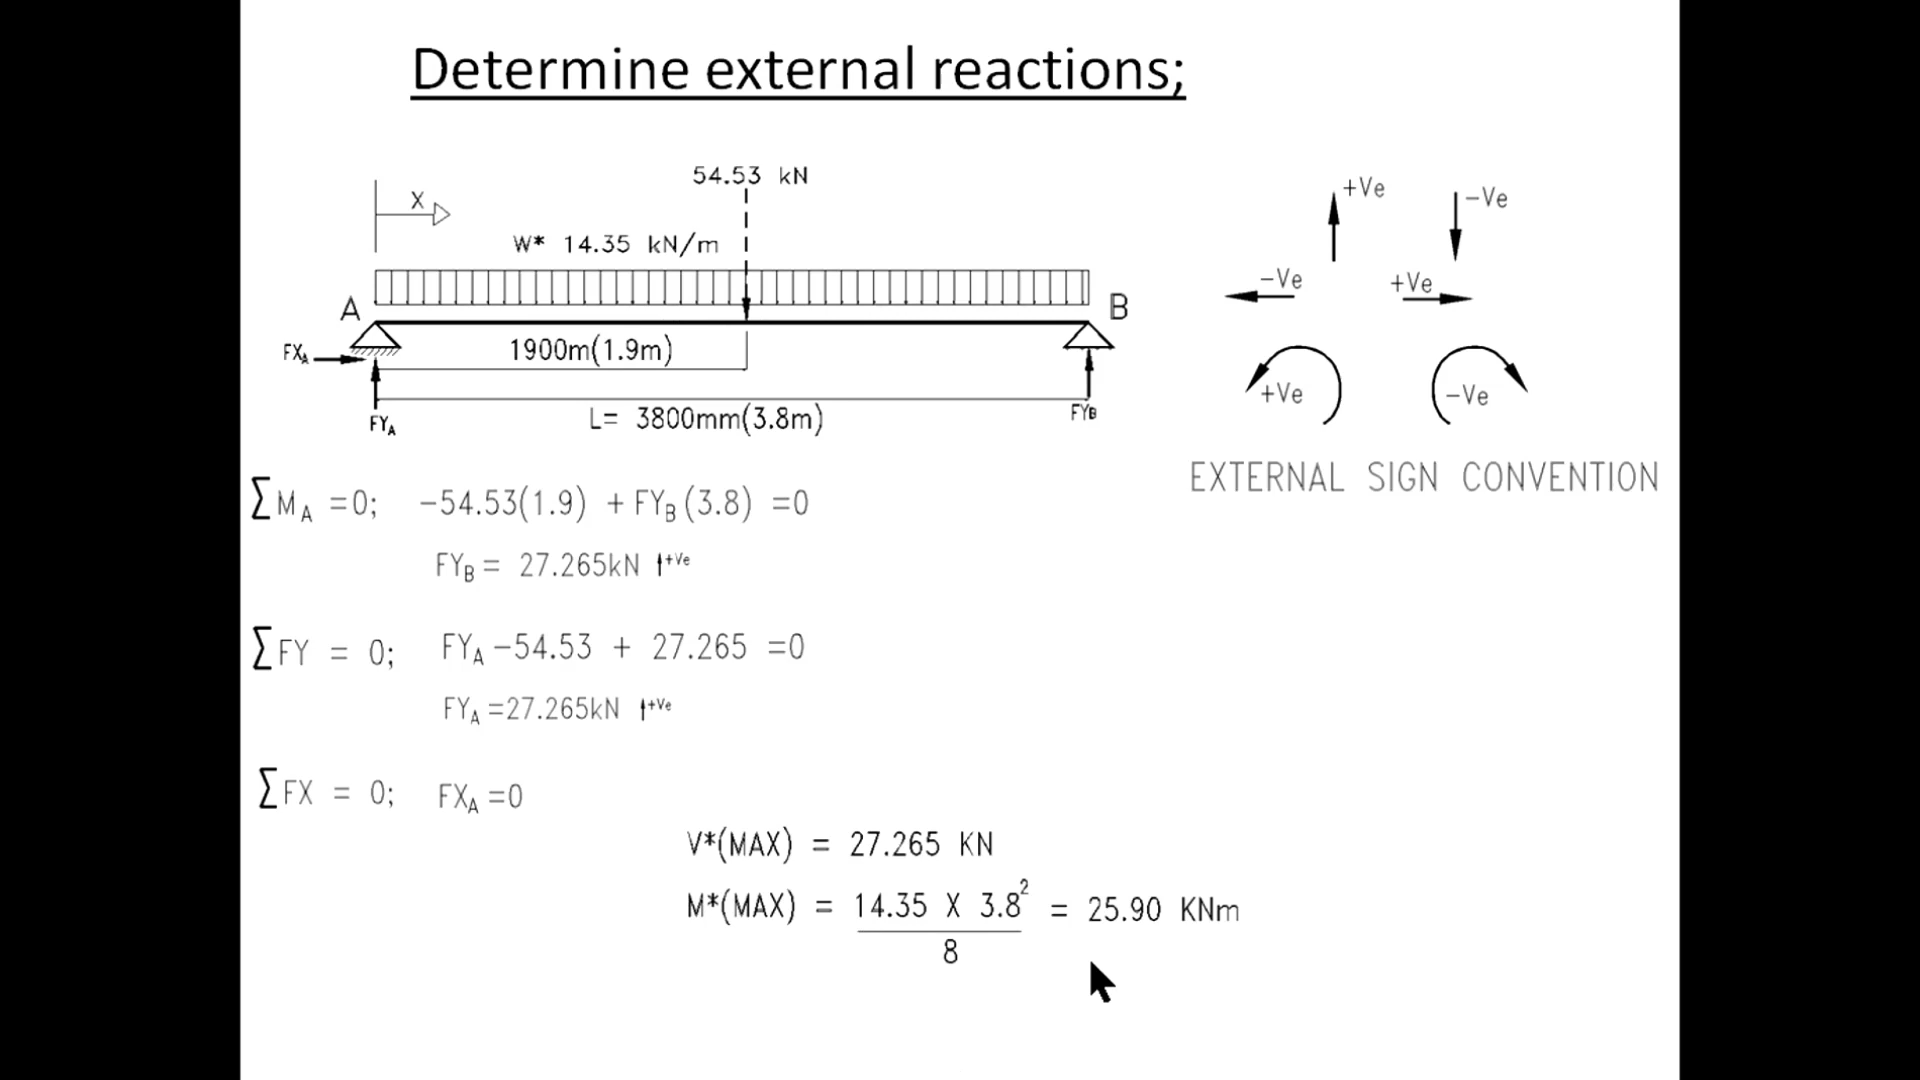 Determine external reactions;
54.53 kN
X
W* 14.35 kN/m
A
B
FXA
1900m(1.9m)
FYA
L= 3800mm(3.8m)
FYB
+Ve
-Ve
-Ve
+Ve
+Ve
-Ve
EXTERNAL SIGN CONVENTION
∑MA =0; -54.53(1.9) + FYB(3.8) =0
FYB = 27.265kN ↑+Ve
∑FY = 0; FYA -54.53 + 27.265 =0
FYA =27.265kN ↑+Ve
∑FX = 0; FXA =0
V*(MAX) = 27.265 KN
M*(MAX) = 14.35 X 3.8² = 25.90 KNm
8